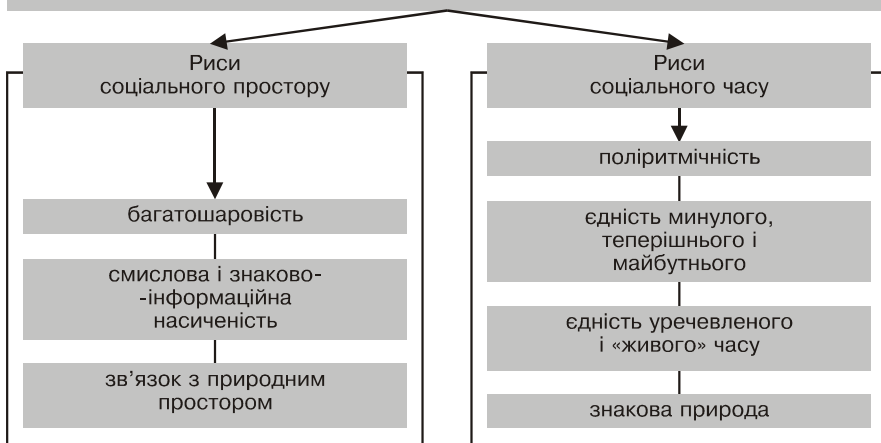 Риси
соціального простору
багатошаровість
смислова і знаково-
-інформаційна
насиченість
зв’язок з природним
простором
Риси
соціального часу
поліритмічність
єдність минулого,
теперішнього і
майбутнього
єдність уречевленого
і «живого» часу
знакова природа